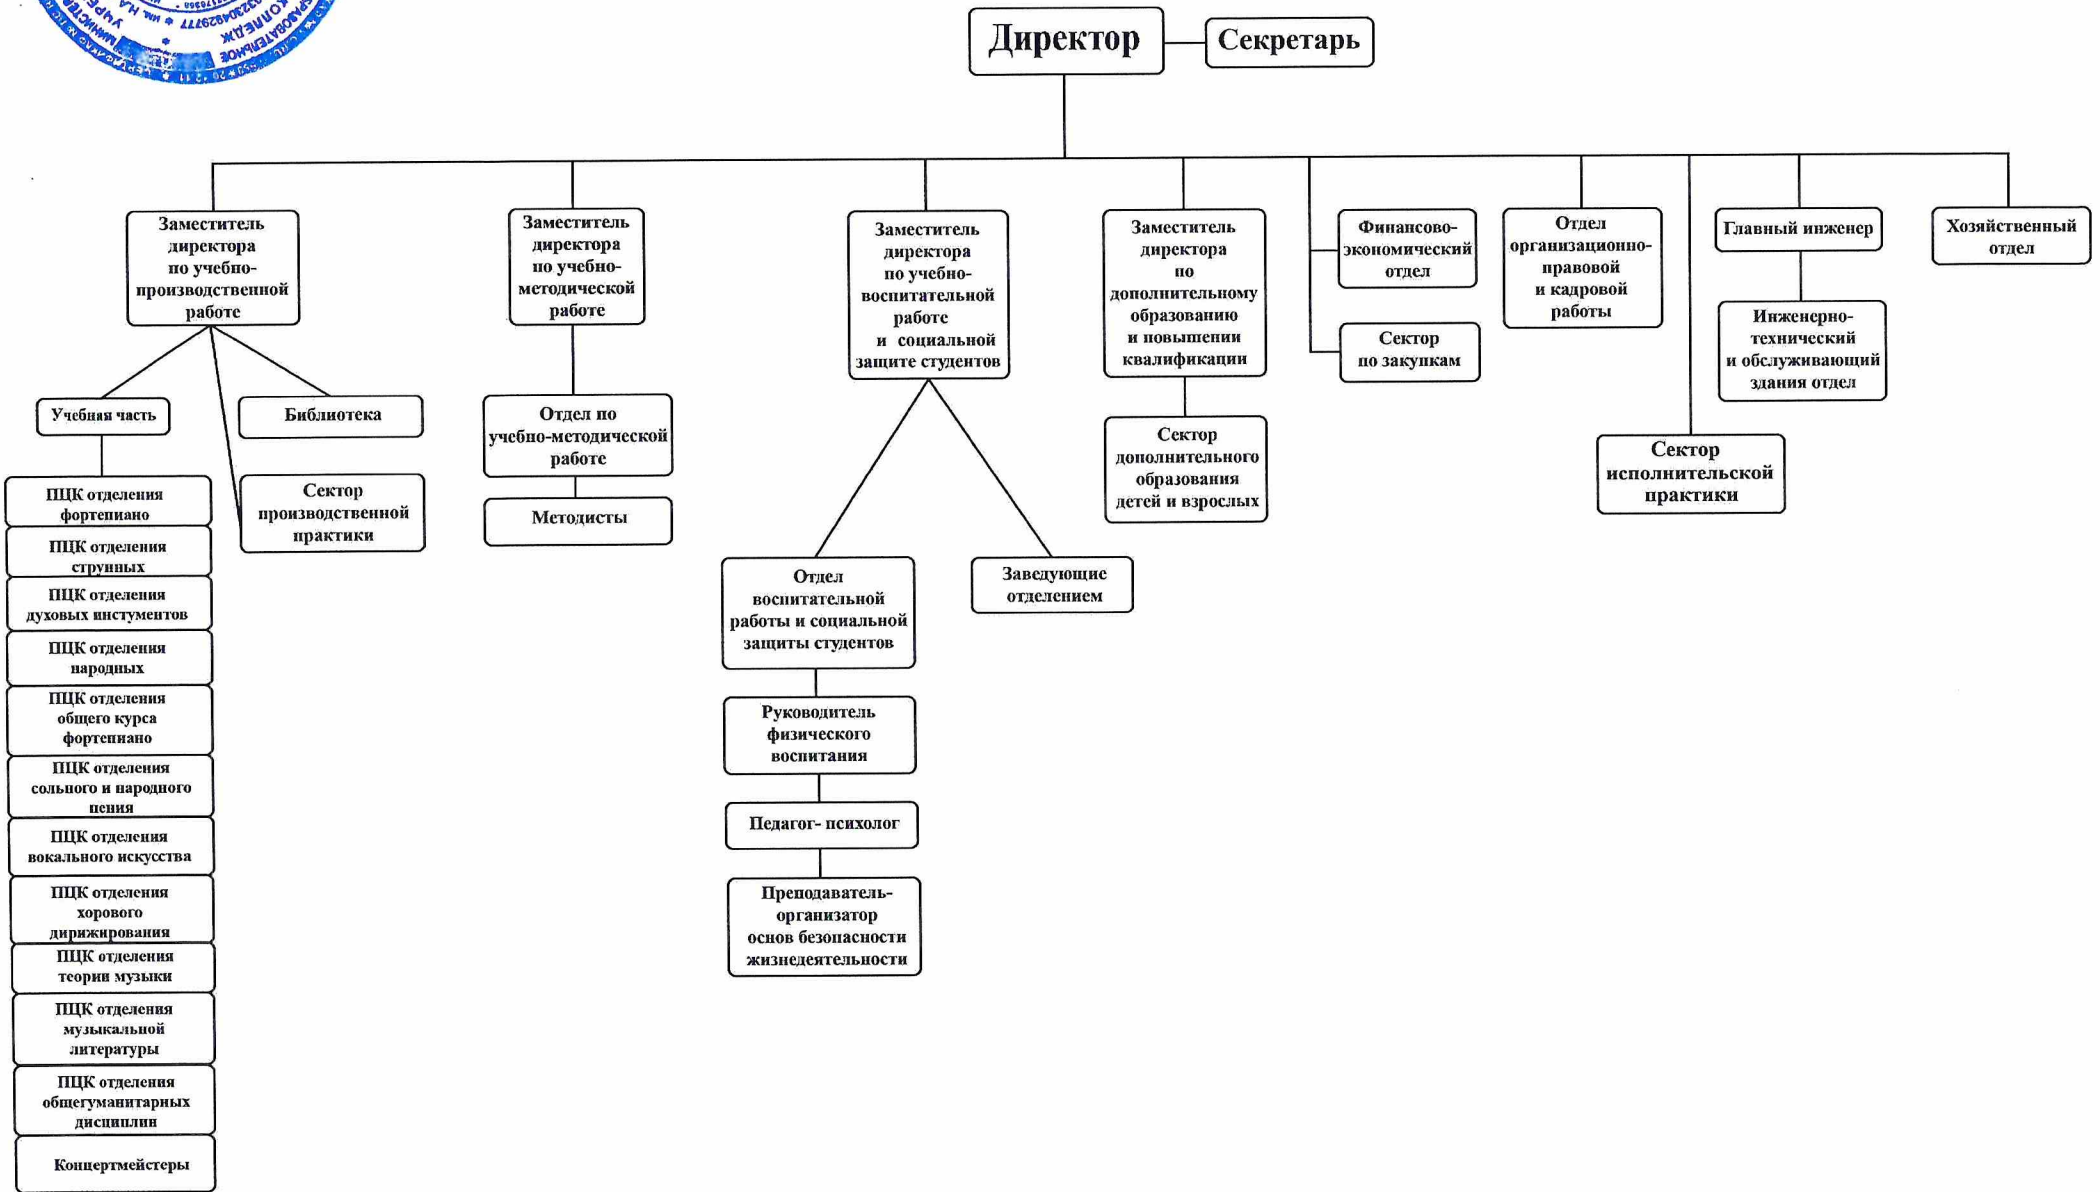 Директор
Секретарь
Заместитель
директора
по учебно-
производственной
работе
Заместитель
директора
по учебно-
методической
работе
Заместитель
директора
по учебно-
воспитательной
работе
и социальной
защите студентов
Заместитель
директора
по
дополнительному
образованию
и повышении
квалификации
Финансово-
экономический
отдел
Сектор
по закупкам
Отдел
организационно-
правовой
и кадровой
работы
Главный инженер
Инженерно-
технический
и обслуживающий
здания отдел
Хозяйственный
отдел
Сектор
исполнительской
практики
Учебная часть
Библиотека
Сектор
производственной
практики
Отдел по
учебно-методической
работе
Методисты
Сектор
дополнительного
образования
детей и взрослых
Отдел
воспитательной
работы и социальной
защиты студентов
Заведующие
отделением
Руководитель
физического
воспитания
Педагог- психолог
Преподаватель-
организатор
основ безопасности
жизнедеятельности
ПЦК отделения
фортепиано
ПЦК отделения
струнных
ПЦК отделения
духовых инстументов
ПЦК отделения
народных
ПЦК отделения
общего курса
фортепиано
ПЦК отделения
сольного и народного
пения
ПЦК отделения
вокального искусства
ПЦК отделения
хорового
дирижирования
ПЦК отделения
теории музыки
ПЦК отделения
музыкальной
литературы
ПЦК отделения
общегуманитарных
дисциплин
Концертмейстеры